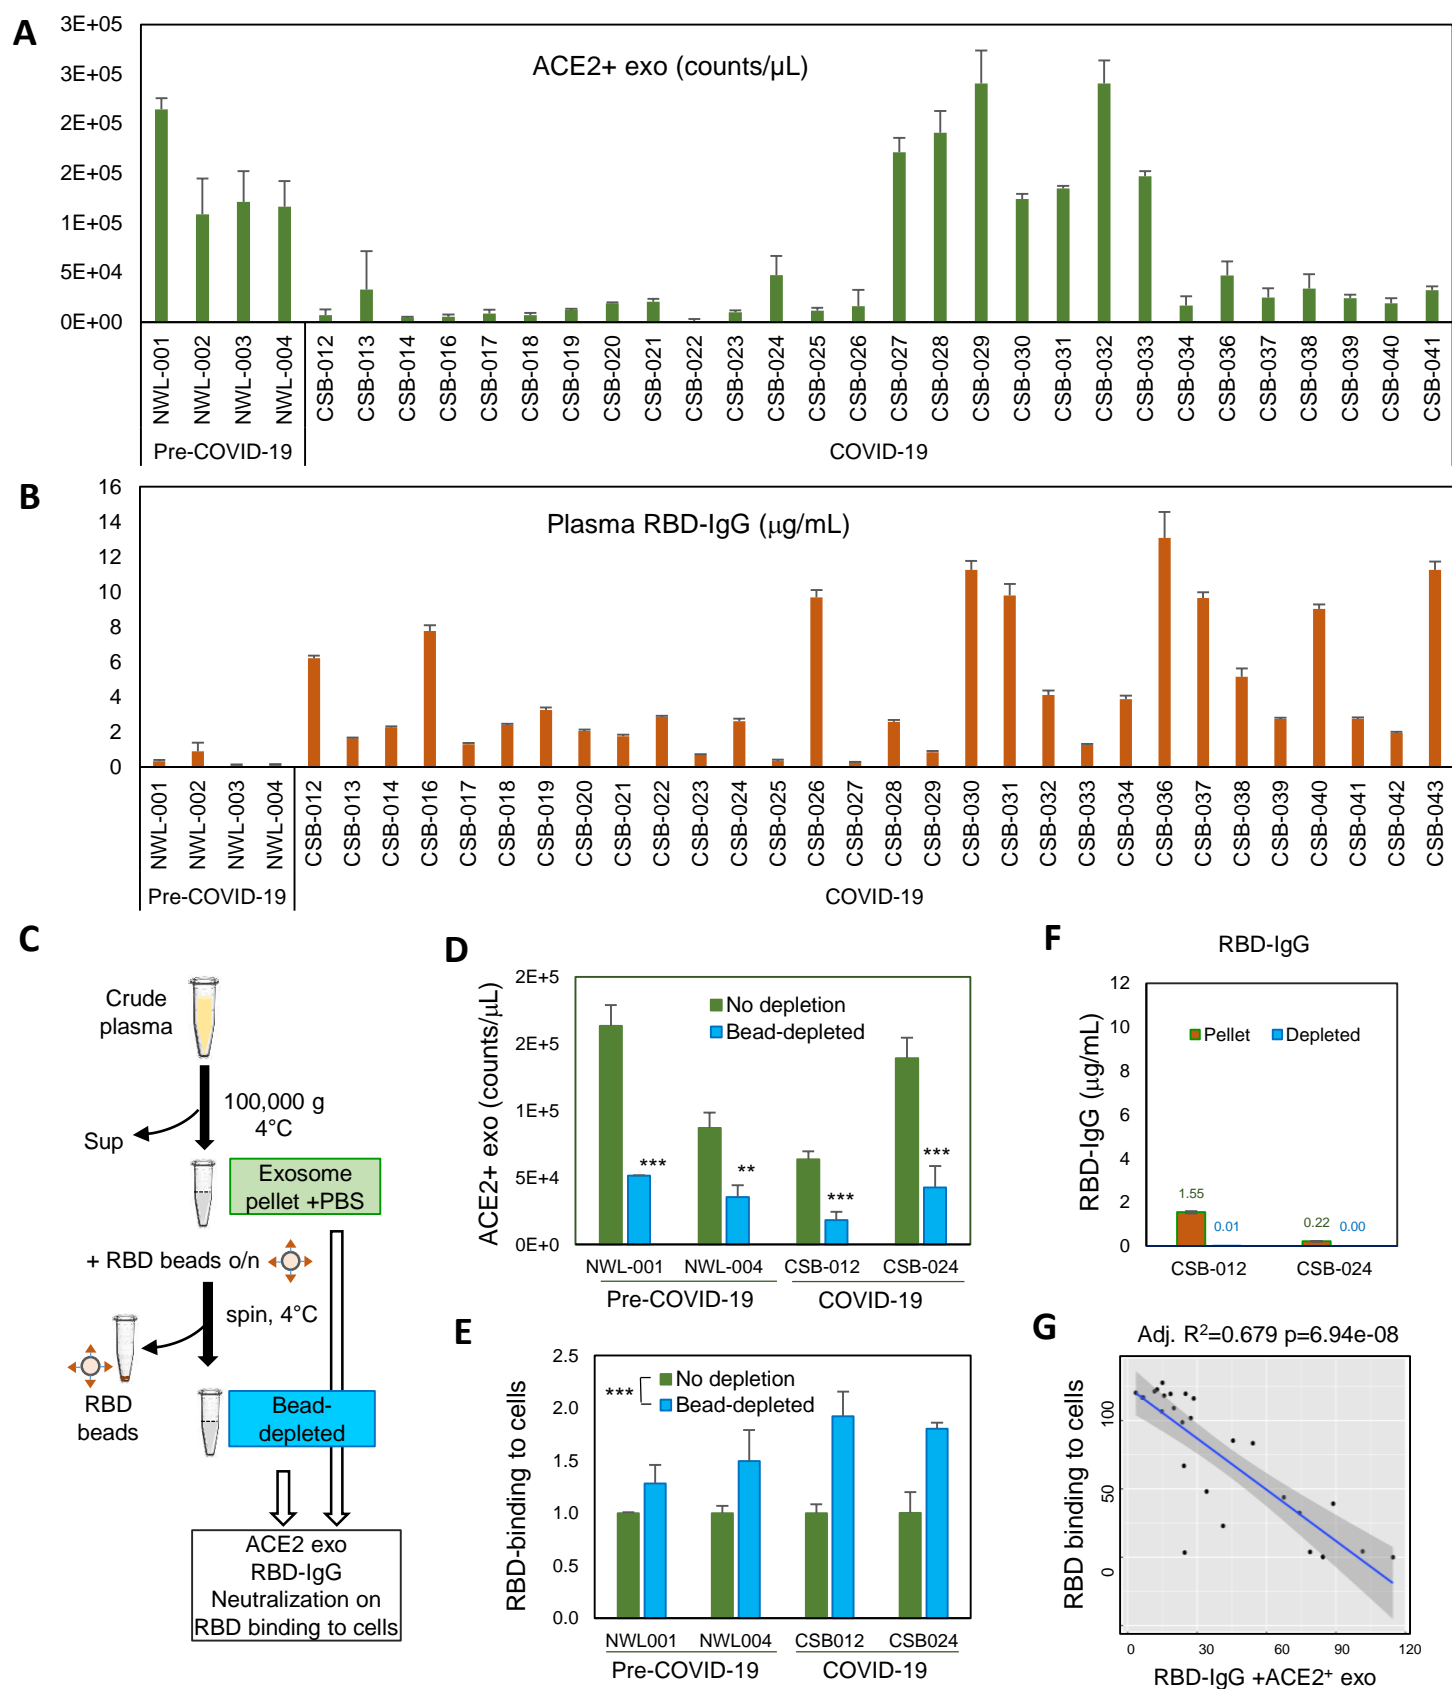 A
ACE2+ exo (counts/µL)
3E+05
3E+05
2E+05
2E+05
1E+05
5E+04
0E+00
NWL-001
NWL-002
NWL-003
NWL-004
CSB-012
CSB-013
CSB-014
CSB-016
CSB-017
CSB-018
CSB-019
CSB-020
CSB-021
CSB-022
CSB-023
CSB-024
CSB-025
CSB-026
CSB-027
CSB-028
CSB-029
CSB-030
CSB-031
CSB-032
CSB-033
CSB-034
CSB-036
CSB-037
CSB-038
CSB-039
CSB-040
CSB-041
Pre-COVID-19
COVID-19
B
Plasma RBD-IgG (µg/mL)
16
14
12
10
8
6
4
2
0
NWL-001
NWL-002
NWL-003
NWL-004
CSB-012
CSB-013
CSB-014
CSB-016
CSB-017
CSB-018
CSB-019
CSB-020
CSB-021
CSB-022
CSB-023
CSB-024
CSB-025
CSB-026
CSB-027
CSB-028
CSB-029
CSB-030
CSB-031
CSB-032
CSB-033
CSB-034
CSB-036
CSB-037
CSB-038
CSB-039
CSB-040
CSB-041
CSB-042
CSB-043
Pre-COVID-19
COVID-19
C
Crude
plasma
100,000 g
4°C
Sup
Exosome
pellet +PBS
+ RBD beads o/n
spin, 4°C
RBD
beads
Bead-
depleted
ACE2 exo
RBD-IgG
Neutralization on
RBD binding to cells
D
ACE2+ exo (counts/µL)
2E+5
2E+5
1E+5
5E+4
0E+0
No depletion
Bead-depleted
***
**
***
***
NWL-001
NWL-004
CSB-012
CSB-024
Pre-COVID-19
COVID-19
E
RBD-binding to cells
2.5
2.0
1.5
1.0
0.5
0.0
***
No depletion
Bead-depleted
NWL001
NWL004
CSB012
CSB024
Pre-COVID-19
COVID-19
F
RBD-IgG
RBD-IgG (µg/mL)
12
10
8
6
4
2
0
Pellet
Depleted
1.55
0.01
0.22
0.00
CSB-012
CSB-024
G
Adj. R²=0.679 p=6.94e-08
RBD binding to cells
100
50
0
0
30
60
90
120
RBD-IgG +ACE2⁺ exo